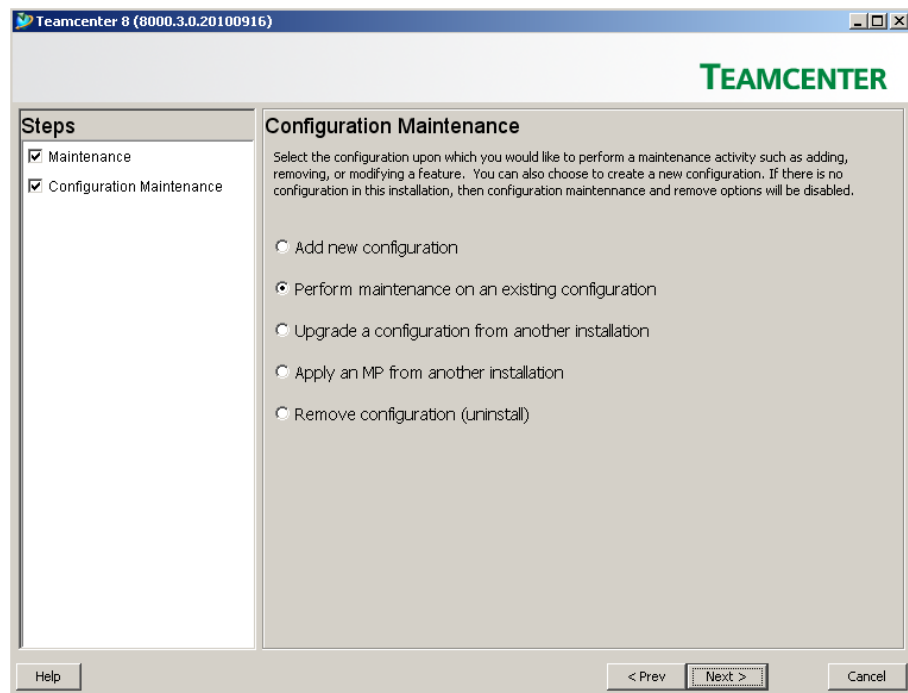 Teamcenter 8 (8000.3.0.20100916)
TEAMCENTER
Steps
Maintenance
Configuration Maintenance
Configuration Maintenance
Select the configuration upon which you would like to perform a maintenance activity such as adding,
removing, or modifying a feature. You can also choose to create a new configuration. If there is no
configuration in this installation, then configuration maintennance and remove options will be disabled.
Add new configuration
Perform maintenance on an existing configuration
Upgrade a configuration from another installation
Apply an MP from another installation
Remove configuration (uninstall)
Help
< Prev
Next >
Cancel